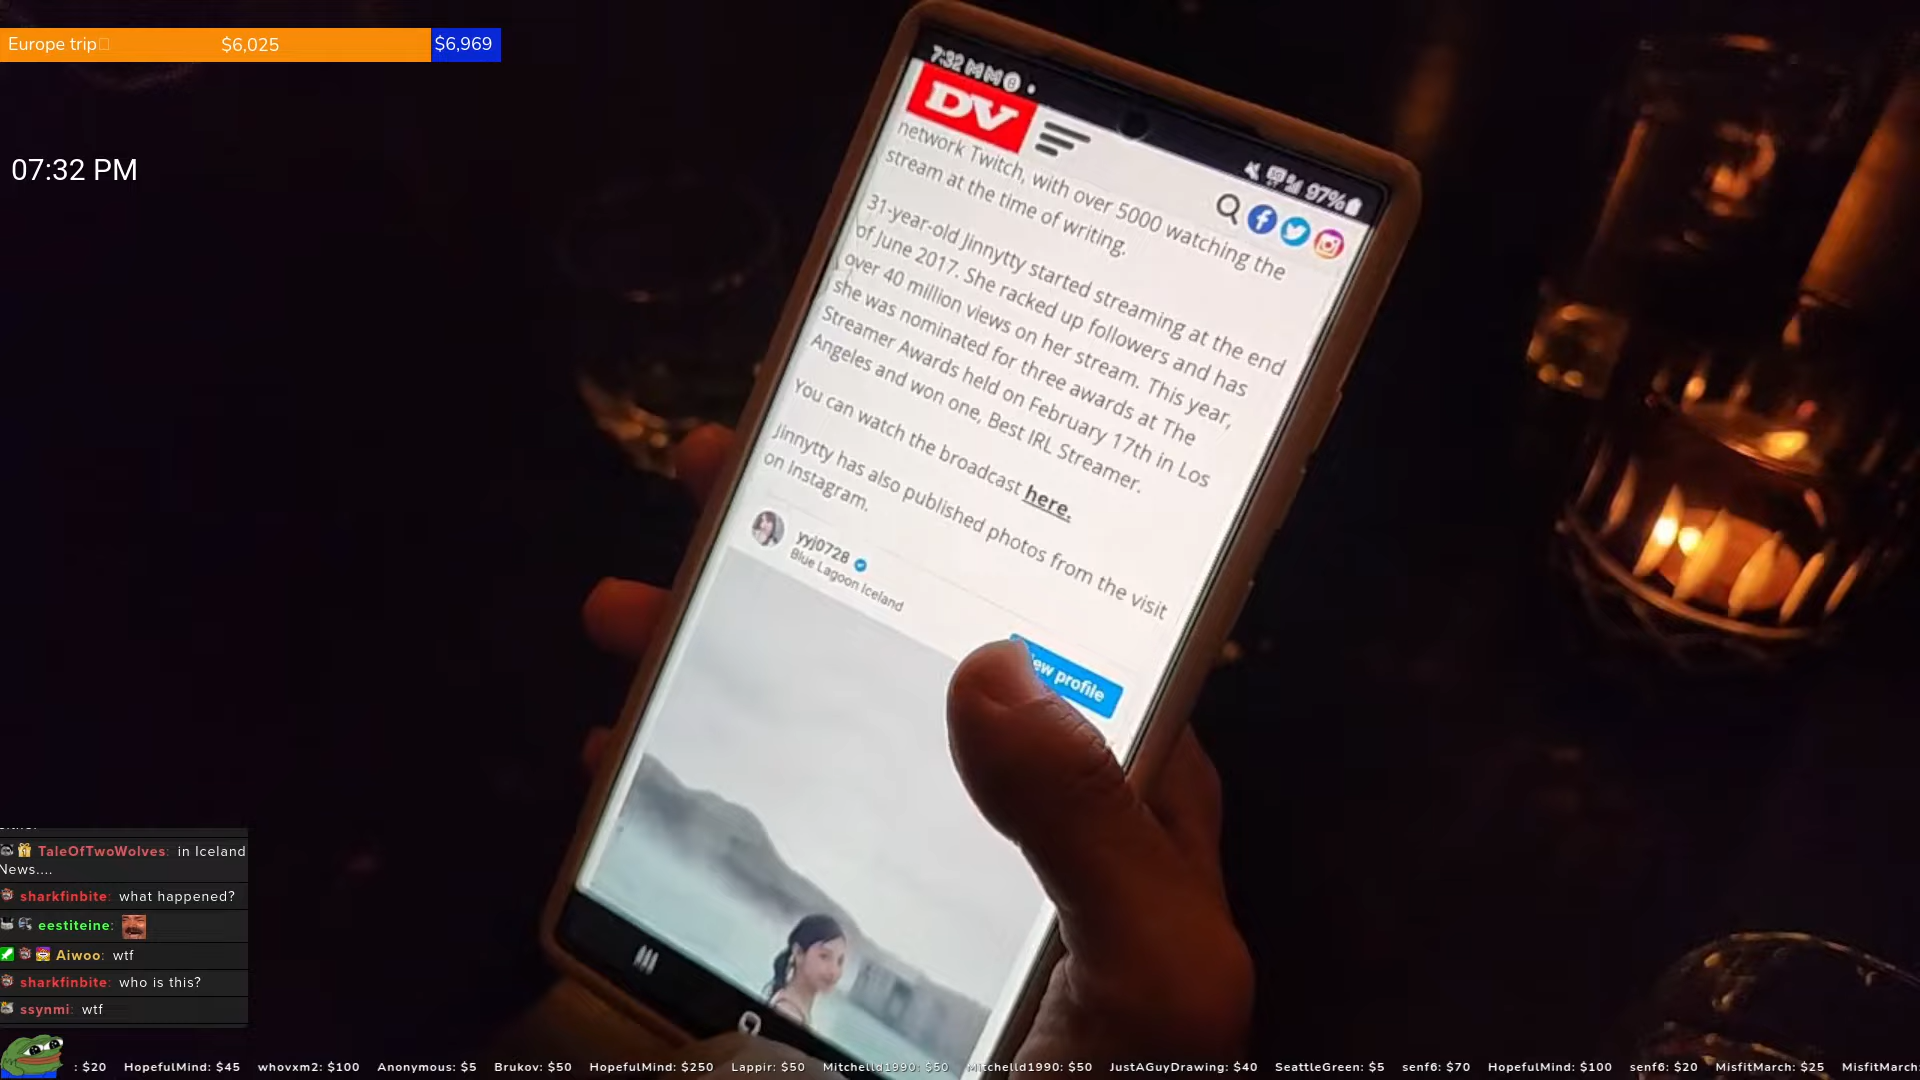 Europe trip
$6,025
$6,969
07:32 PM
7:32
97%
DV
network Twitch, with over 5000 watching the
stream at the time of writing.
31-year-old Jinnytty started streaming at the end
of June 2017. She racked up followers and has
over 40 million views on her stream. This year,
she was nominated for three awards at The
Streamer Awards held on February 17th in Los
Angeles and won one, Best IRL Streamer.
You can watch the broadcast here.
Jinnytty has also published photos from the visit
on Instagram.
yyj0728
Blue Lagoon Iceland
ew profile
TaleOfTwoWolves: in Iceland
News....
sharkfinbite: what happened?
eestiteine:
Aiwoo: wtf
sharkfinbite: who is this?
ssynmi: wtf
: $20 HopefulMind: $45 whovxm2: $100 Anonymous: $5 Brukov: $50 HopefulMind: $250 Lappir: $50 Mitchelld1990: $50 Mitchelld1990: $50 JustAGuyDrawing: $40 SeattleGreen: $5 senf6: $70 HopefulMind: $100 senf6: $20 MisfitMarch: $25 MisfitMarch: